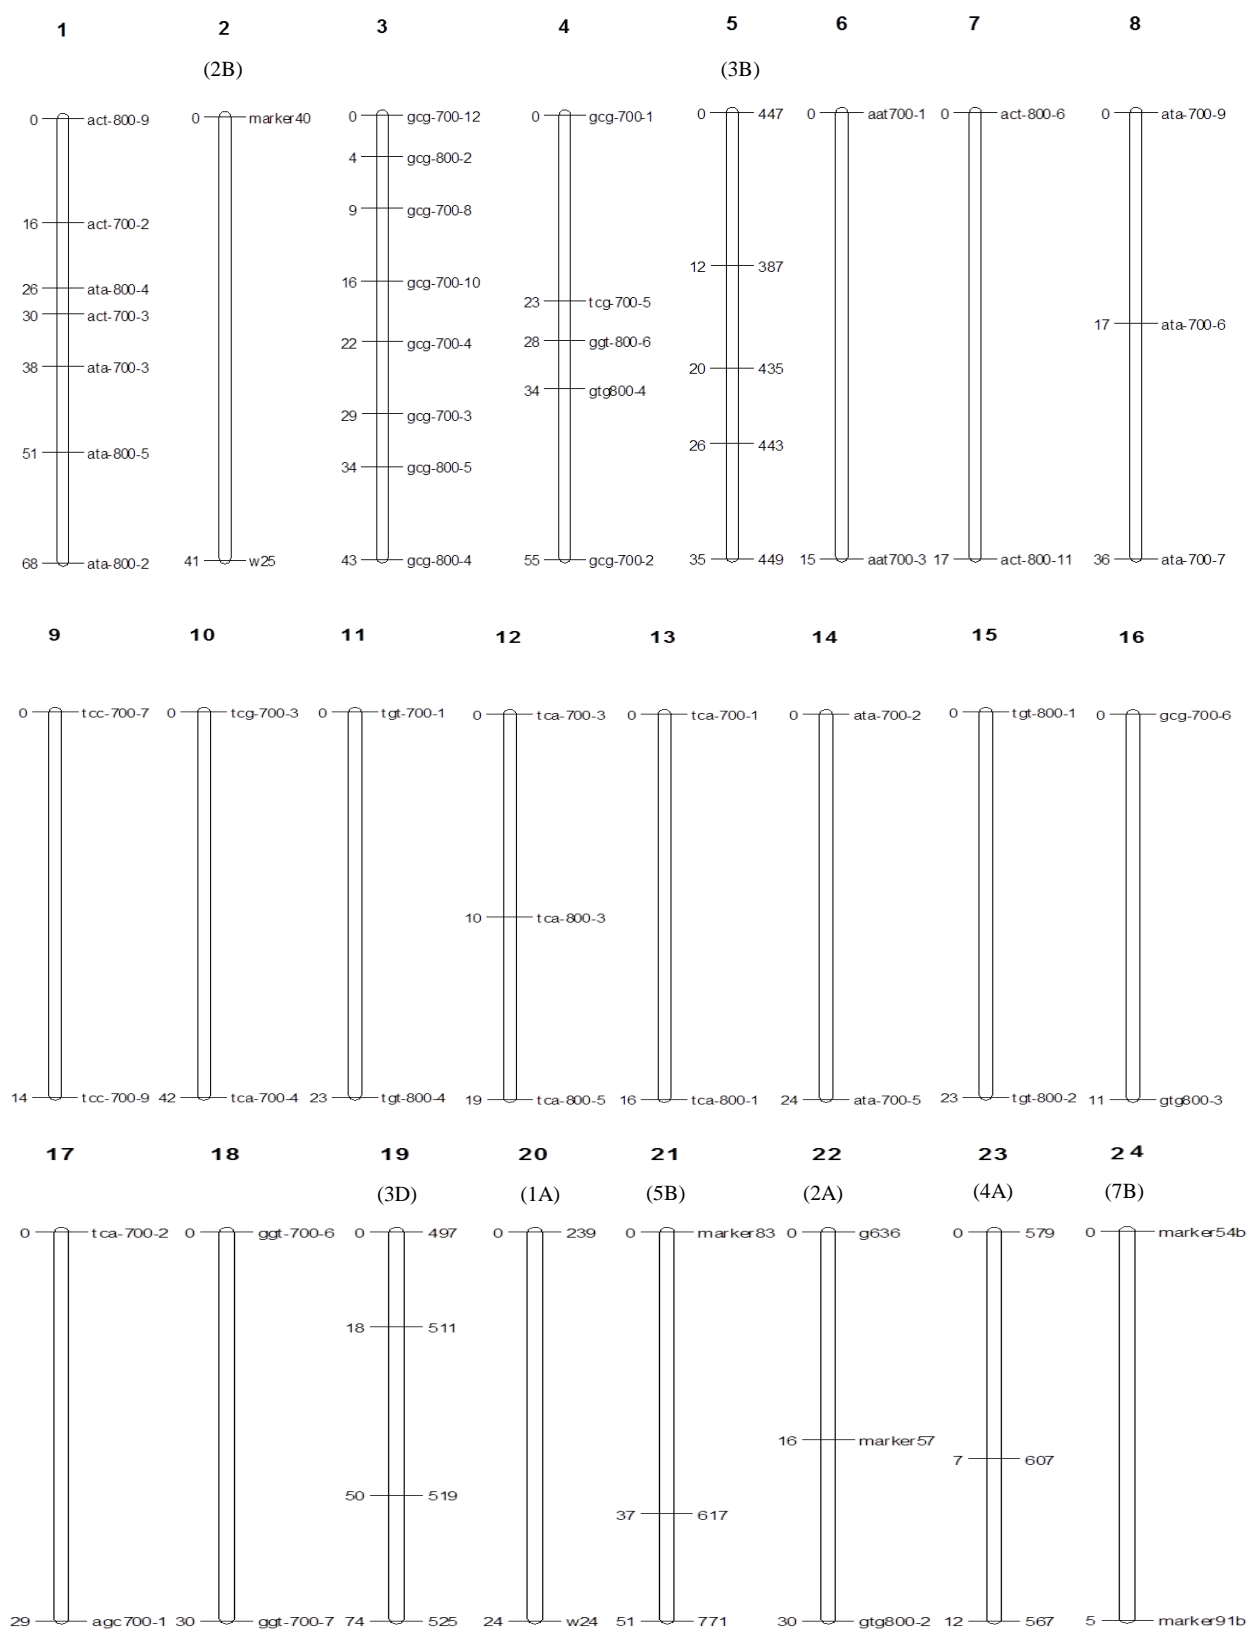 1 2 3 4 5 6 7 8
(2B) (3B)
0 act-800-9 0 marker40 0 gcg-700-12 0 gcg-700-1 0 447 0 aat700-1 0 act-800-6 0 ata-700-9
4 gcg-800-2
9 gcg-700-8
16 act-700-2
12 387
16 gcg-700-10
26 ata-800-4
23 tcg-700-5
30 act-700-3
17 ata-700-6
22 gcg-700-4 28 ggt-800-6
38 ata-700-3 20 435
34 gtg800-4
29 gcg-700-3
26 443
51 ata-800-5
34 gcg-800-5
68 ata-800-2 41 w25 43 gcg-800-4 55 gcg-700-2 35 449 15 aat700-3 17 act-800-11 36 ata-700-7
9 10 11 12 13 14 15 16
0 tcc-700-7 0 tcg-700-3 0 tgt-700-1 0 tca-700-3 0 tca-700-1 0 ata-700-2 0 tgt-800-1 0 gcg-700-6
10 tca-800-3
14 tcc-700-9 42 tca-700-4 23 tgt-800-4 19 tca-800-5 16 tca-800-1 24 ata-700-5 23 tgt-800-2 11 gtg800-3
17 18 19 20 21 22 23 24
(3D) (1A) (5B) (2A) (4A) (7B)
0 tca-700-2 0 ggt-700-6 0 497 0 239 0 marker83 0 g636 0 579 0 marker54b
18 511
16 marker57
7 607
50 519
37 617
29 agc700-1 30 ggt-700-7 74 525 24 w24 51 771 30 gtg800-2 12 567 5 marker91b